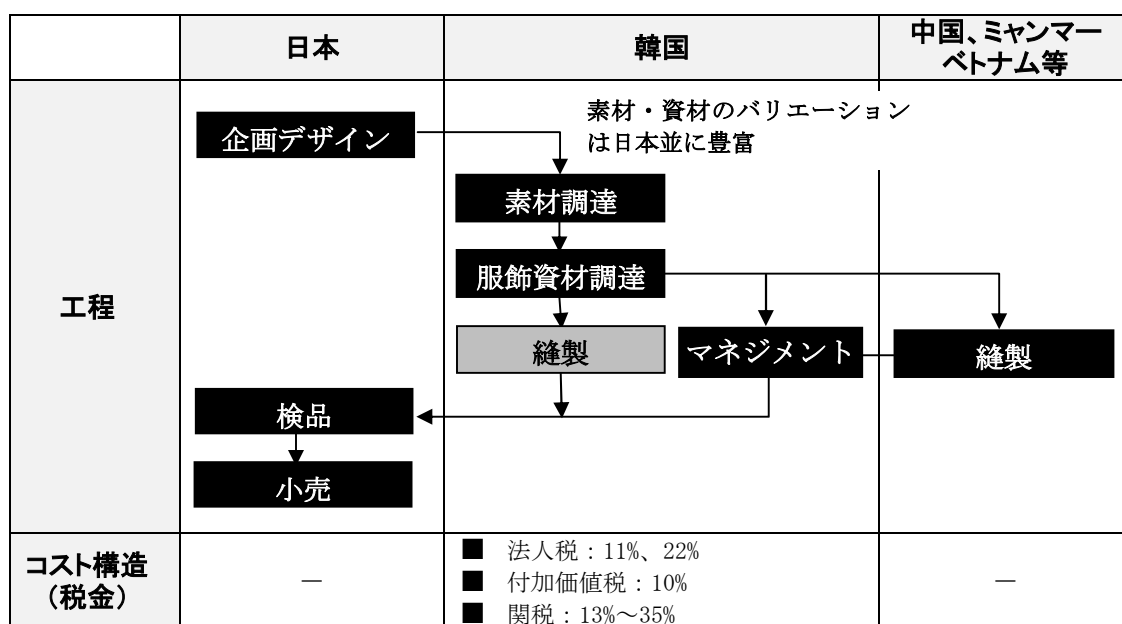 日本
韓国
中国、ミャンマー
ベトナム等
工程
素材・資材のバリエーション
は日本並に豊富
企画デザイン
素材調達
服飾資材調達
縫製
マネジメント
縫製
検品
小売
コスト構造
（税金）
－
■ 法人税：11%、22%
■ 付加価値税：10%
■ 関税：13%～35%
－